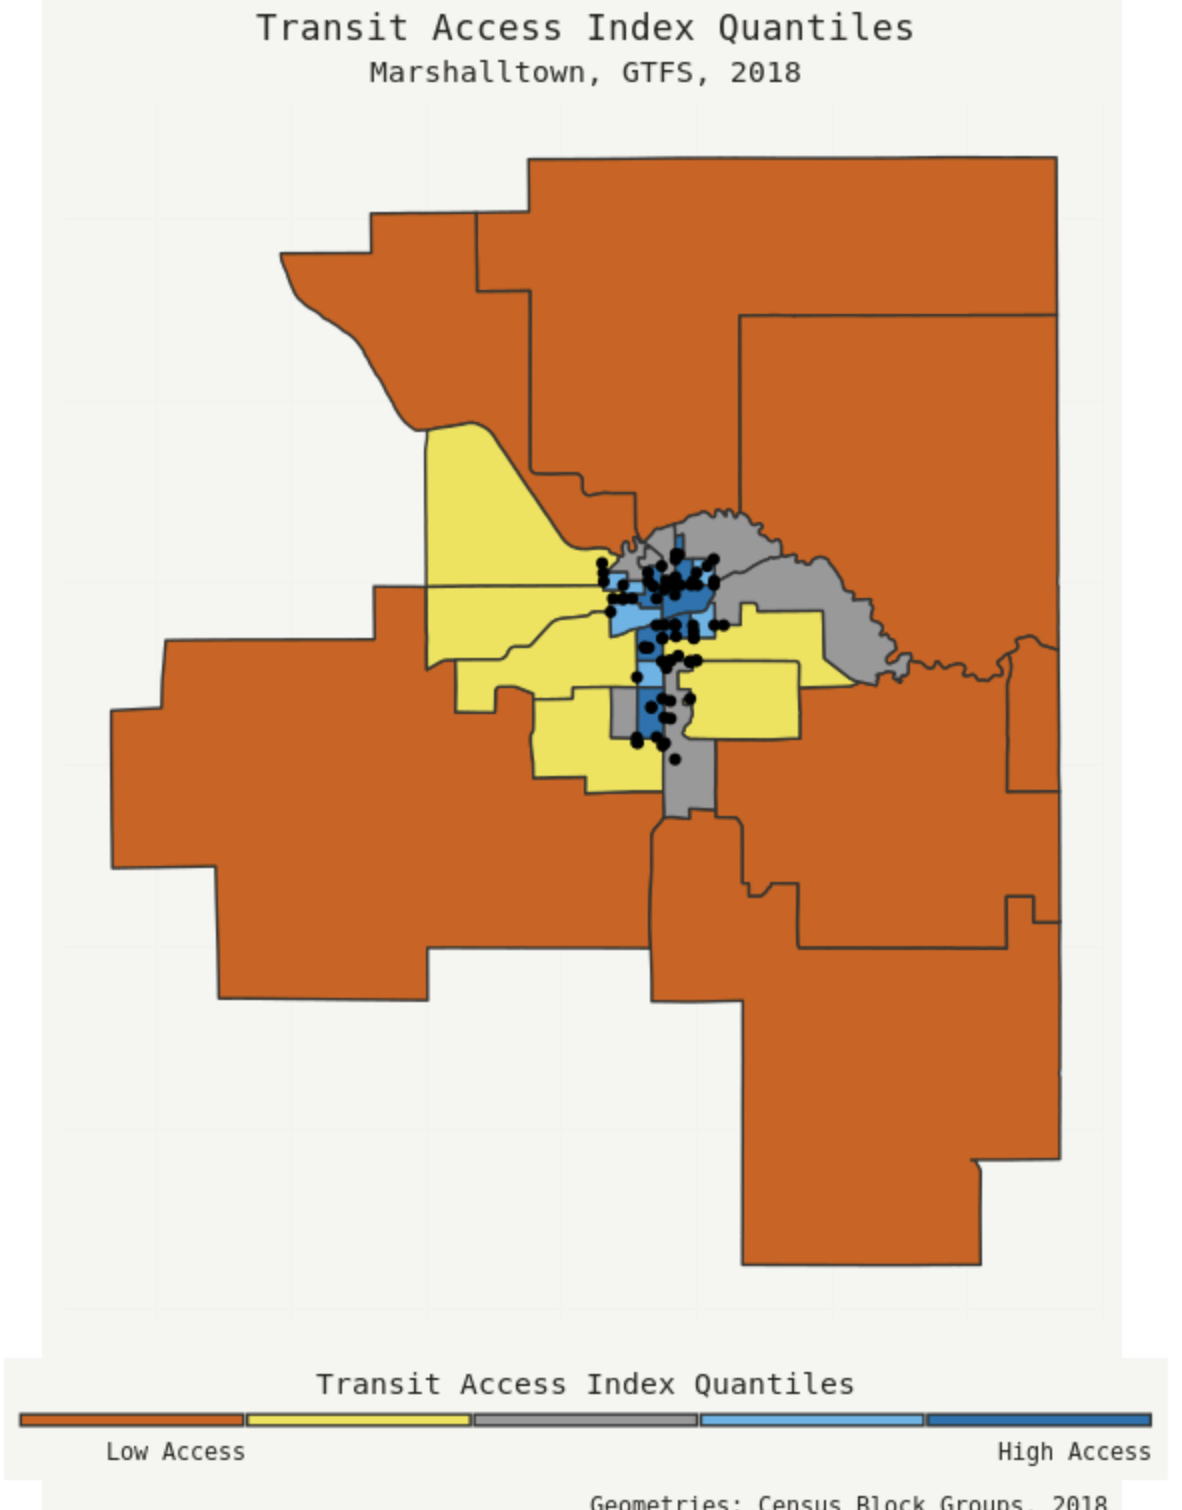 Transit Access Index Quantiles
Marshalltown, GTFS, 2018
Transit Access Index Quantiles
Low Access High Access
Geometries: Census Block Groups, 2018